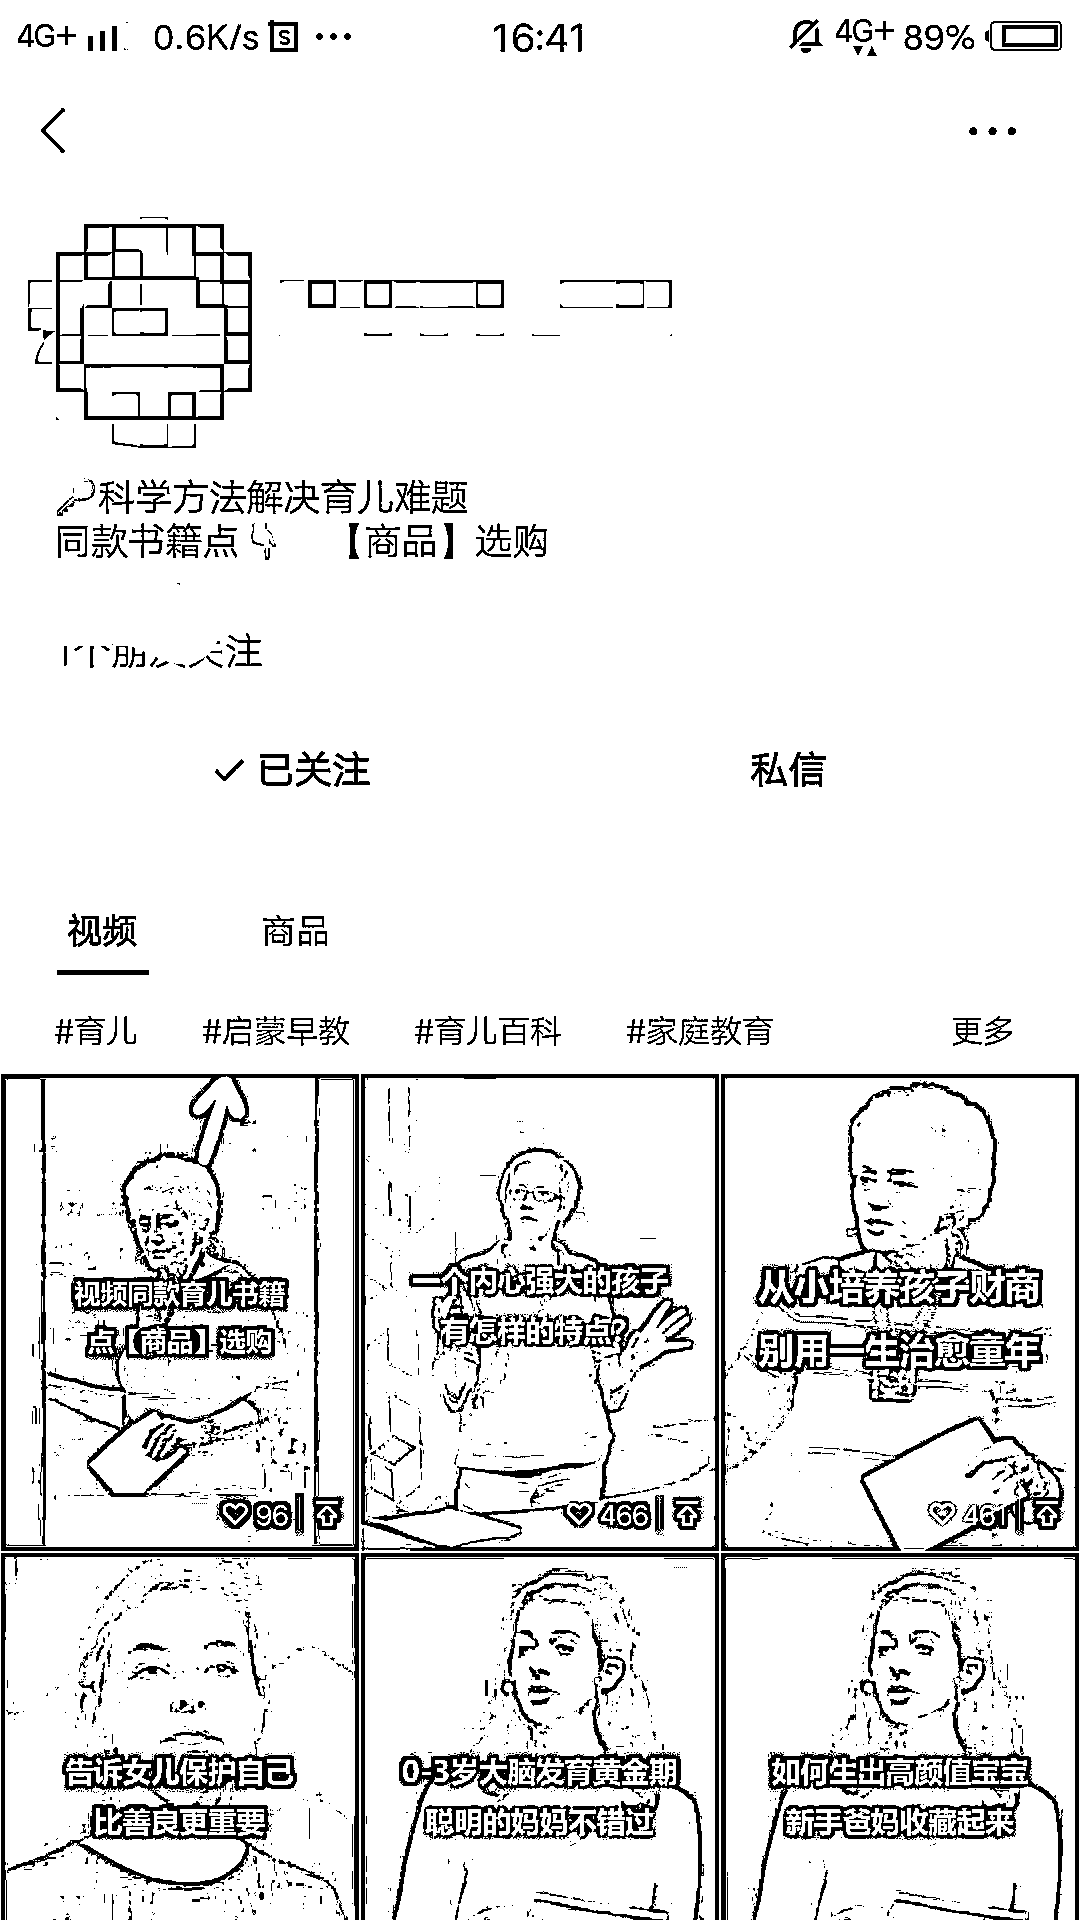 4G+ 0.6K/s S ··· 16:41 4G+ 89%
🔑科学方法解决育儿难题
同款书籍点👇 【商品】选购
1个朋友关注
已关注 私信
视频 商品
#育儿 #启蒙早教 #育儿百科 #家庭教育 更多
视频同款育儿书籍
点【商品】选购
96
一个内心强大的孩子
有怎样的特点?
466
从小培养孩子财商
别用一生治愈童年
461
告诉女儿保护自己
比善良更重要
0-3岁大脑发育黄金期
聪明的妈妈不错过
如何生出高颜值宝宝
新手爸妈收藏起来